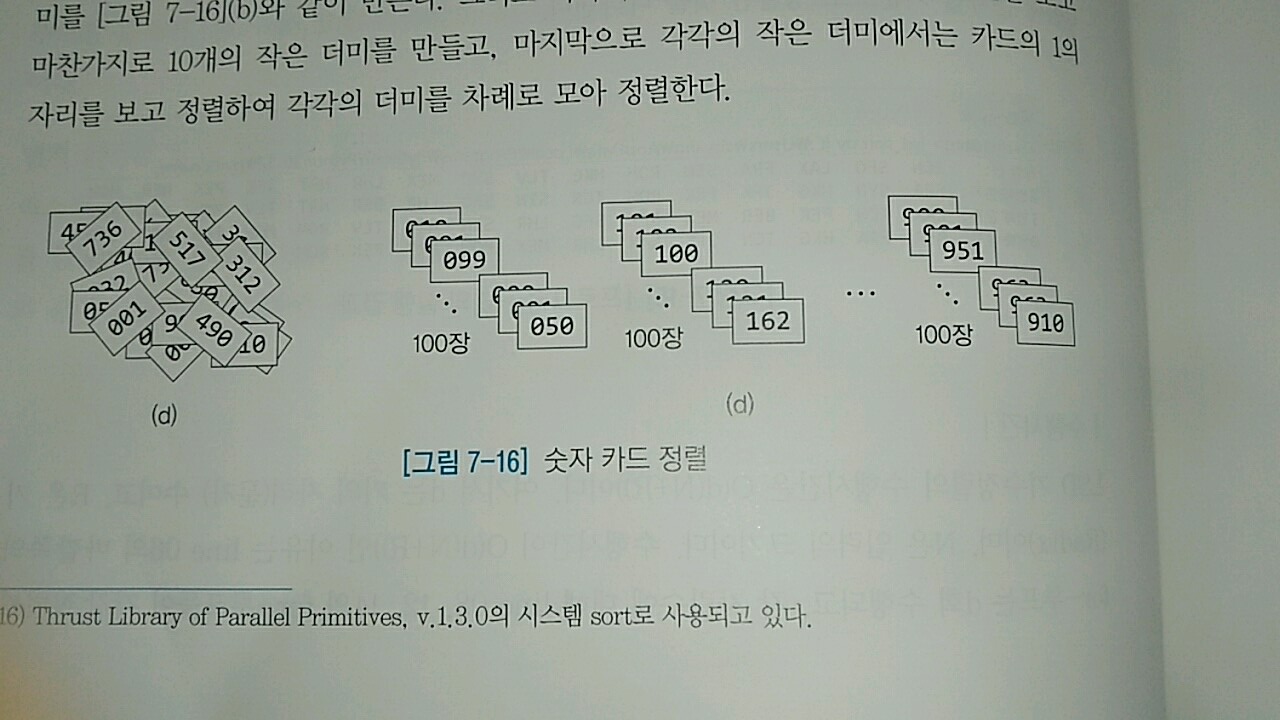 미를 [그림 7-16](b)와 같이 만든다.
마찬가지로 10개의 작은 더미를 만들고, 마지막으로 각각의 작은 더미에서는 카드의 1의
자리를 보고 정렬하여 각각의 더미를 차례로 모아 정렬한다.
736 517 312 001 490
099 050 100장
100 162 100장
...
951 910 100장
(d) (d)
[그림 7-16] 숫자 카드 정렬
16) Thrust Library of Parallel Primitives, v.1.3.0의 시스템 sort로 사용되고 있다.